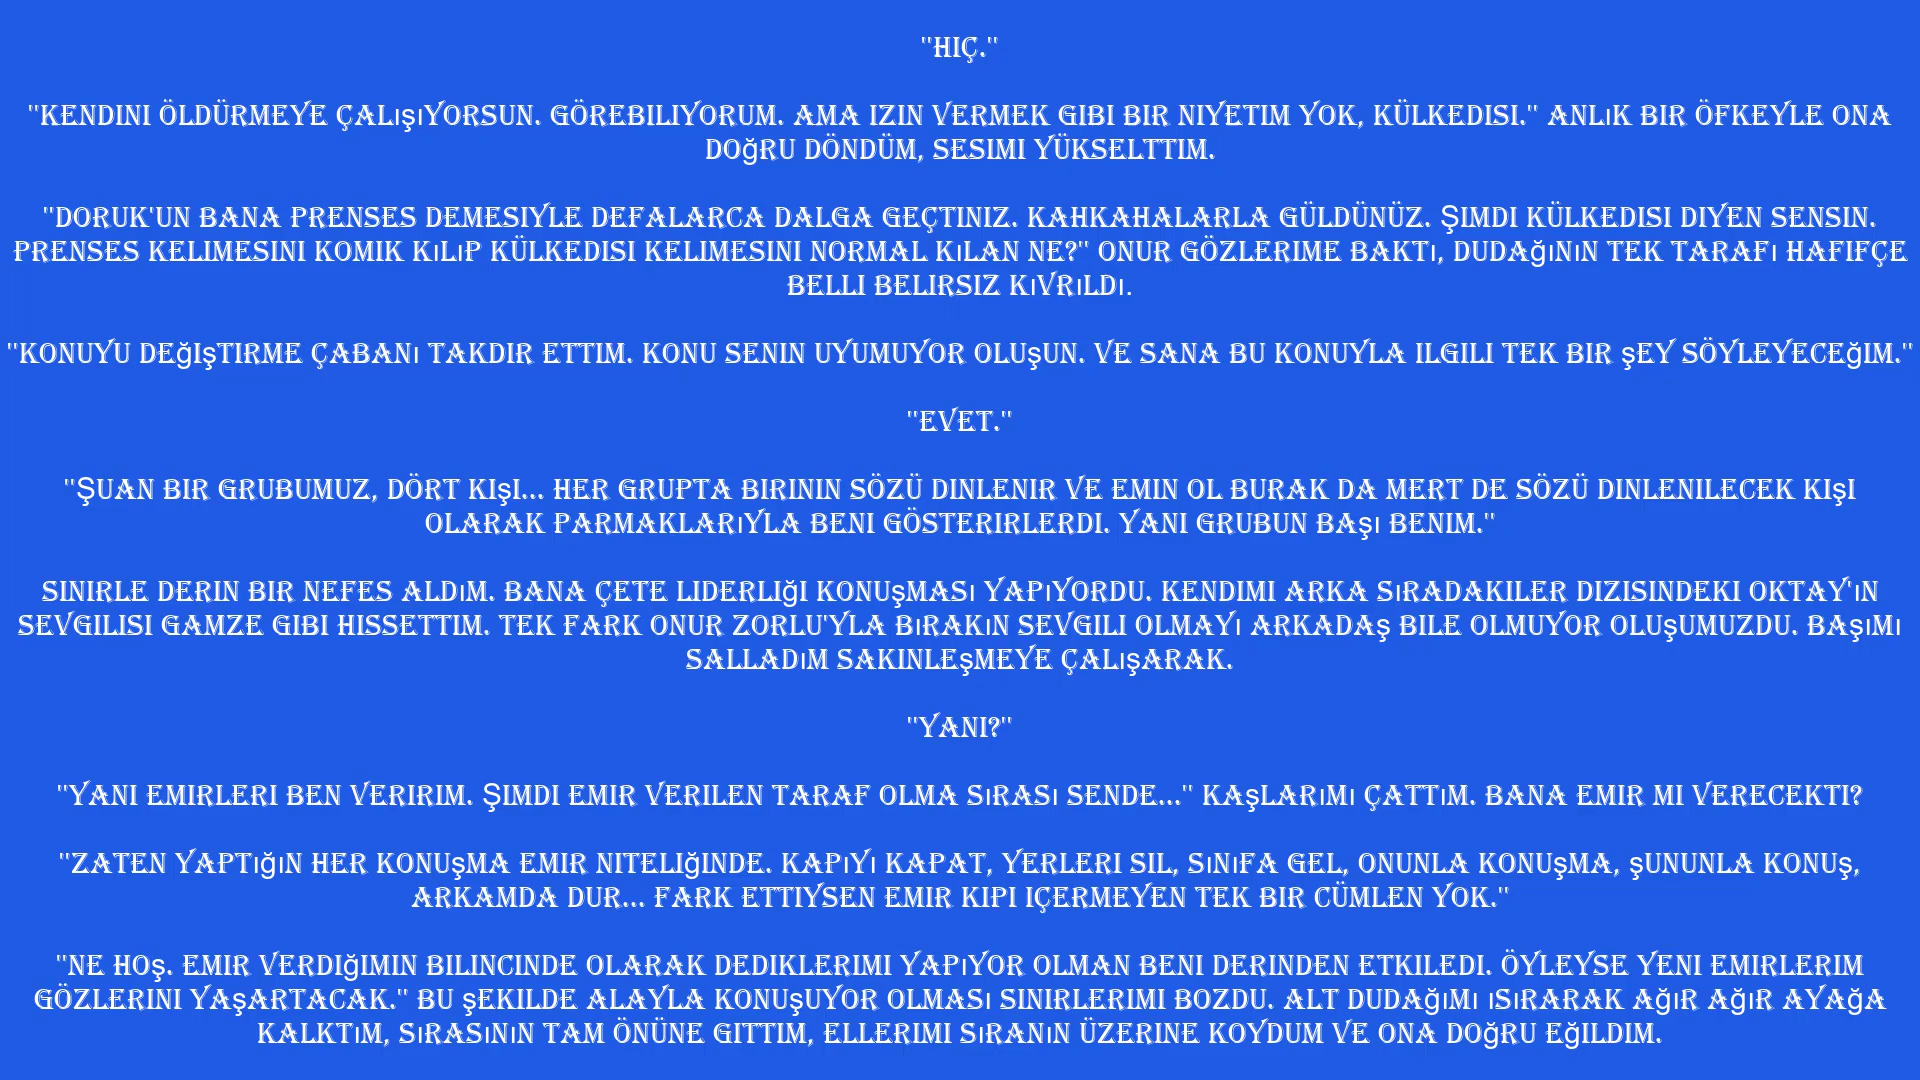 "HIÇ."
"KENDINI ÖLDÜRMEYE ÇALışıYORSUN. GÖREBILIYORUM. AMA IZIN VERMEK GIBI BIR NIYETIM YOK, KÜLKEDISI." ANLıK BIR ÖFKEYLE ONA
DOğRU DÖNDÜM, SESIMI YÜKSELTTIM.
"DORUK'UN BANA PRENSES DEMESIYLE DEFALARCA DALGA GEÇTINIZ. KAHKAHALARLA GÜLDÜNÜZ. ŞIMDI KÜLKEDISI DIYEN SENSIN.
PRENSES KELIMESINI KOMIK KıLıP KÜLKEDISI KELIMESINI NORMAL KıLAN NE?" ONUR GÖZLERIME BAKTı, DUDAğıNıN TEK TARAFı HAFIFÇE
BELLI BELIRSIZ KıVRıLDı.
"KONUYU DEğIşTIRME ÇABANı TAKDIR ETTIM. KONU SENIN UYUMUYOR OLUşUN. VE SANA BU KONUYLA ILGILI TEK BIR şEY SÖYLEYECEğIM."
"EVET."
"ŞUAN BIR GRUBUMUZ, DÖRT KIşI... HER GRUPTA BIRININ SÖZÜ DINLENIR VE EMIN OL BURAK DA MERT DE SÖZÜ DINLENILECEK KIşI
OLARAK PARMAKLARıYLA BENI GÖSTERIRLERDI. YANI GRUBUN BAşı BENIM."
SINIRLE DERIN BIR NEFES ALDıM. BANA ÇETE LIDERLIğI KONUşMASı YAPıYORDU. KENDIMI ARKA SıRADAKILER DIZISINDEKI OKTAY'ıN
SEVGILISI GAMZE GIBI HISSETTIM. TEK FARK ONUR ZORLU'YLA BıRAKıN SEVGILI OLMAYı ARKADAş BILE OLMUYOR OLUşUMUZDU. BAşıMı
SALLADıM SAKINLEşMEYE ÇALışARAK.
"YANI?"
"YANI EMIRLERI BEN VERIRIM. ŞIMDI EMIR VERILEN TARAF OLMA SıRASı SENDE..." KAşLARıMı ÇATTıM. BANA EMIR MI VERECEKTI?
"ZATEN YAPTığıN HER KONUşMA EMIR NITELIğINDE. KAPıYı KAPAT, YERLERI SIL, SıNıFA GEL, ONUNLA KONUşMA, şUNUNLA KONUş,
ARKAMDA DUR... FARK ETTIYSEN EMIR KIPI IÇERMEYEN TEK BIR CÜMLEN YOK."
"NE HOş. EMIR VERDIğIMIN BILINCINDE OLARAK DEDIKLERIMI YAPıYOR OLMAN BENI DERINDEN ETKILEDI. ÖYLEYSE YENI EMIRLERIM
GÖZLERINI YAşARTACAK." BU şEKILDE ALAYLA KONUşUYOR OLMASı SINIRLERIMI BOZDU. ALT DUDAğıMı ıSıRARAK AğıR AğıR AYAğA
KALKTıM, SıRASıNıN TAM ÖNÜNE GITTIM, ELLERIMI SıRANıN ÜZERINE KOYDUM VE ONA DOğRU EğILDIM.